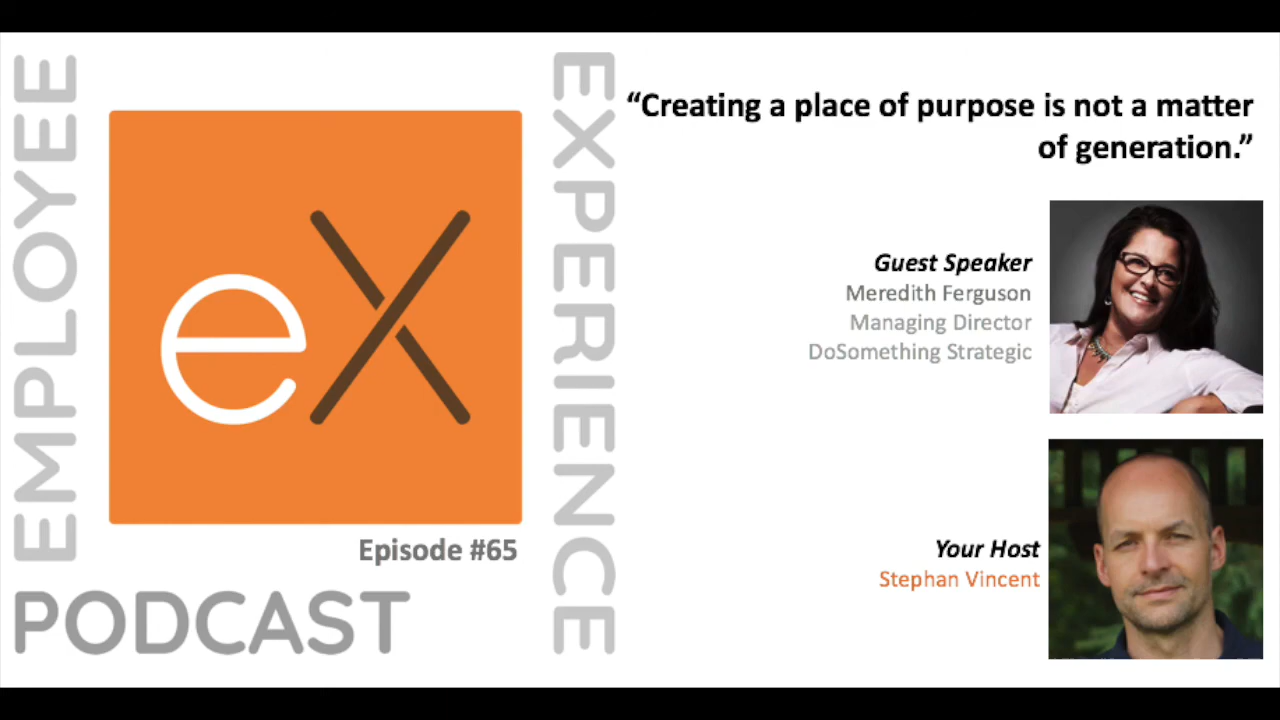 EMPLOYEE
EXPERIENCE
eX
Episode #65
PODCAST
“Creating a place of purpose is not a matter
of generation.”
Guest Speaker
Meredith Ferguson
Managing Director
DoSomething Strategic
Your Host
Stephan Vincent